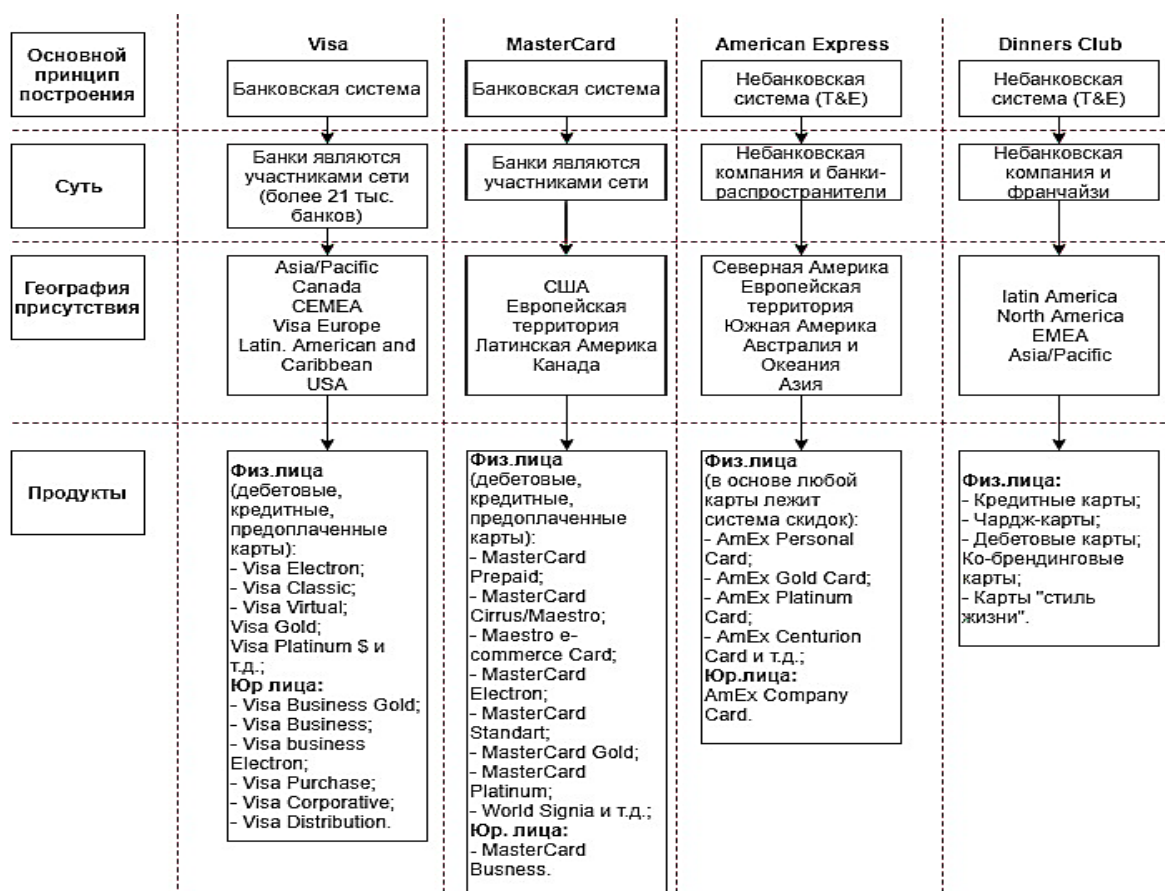 Основной
принцип
построения
Visa
MasterCard
American Express
Dinners Club
Банковская система
Банковская система
Небанковская
система (T&E)
Небанковская
система (T&E)
Суть
Банки являются
участниками сети
(более 21 тыс.
банков)
Банки являются
участниками сети
Небанковская
компания и банки-
распространители
Небанковская
компания и
франчайзи
География
присутствия
Asia/Pacific
Canada
CEMEA
Visa Europe
Latin. American and
Caribbean
USA
США
Европейская
территория
Латинская Америка
Канада
Северная Америка
Европейская
территория
Южная Америка
Австралия и
Океания
Азия
latin America
North America
EMEA
Asia/Pacific
Продукты
Физ.лица
(дебетовые,
кредитные,
предоплаченные
карты):
- Visa Electron;
- Visa Classic;
- Visa Virtual;
Visa Gold;
Visa Platinum $ и
т.д.;
Юр лица:
- Visa Business Gold;
- Visa Business;
- Visa business
Electron;
- Visa Purchase;
- Visa Corporative;
- Visa Distribution.
Физ.лица
(дебетовые,
кредитные,
предоплаченные
карты):
- MasterCard
Prepaid;
- MasterCard
Cirrus/Maestro;
- Maestro e-
commerce Card;
- MasterCard
Electron;
- MasterCard
Standart;
- MasterCard Gold;
- MasterCard
Platinum;
- World Signia и т.д.;
Юр. лица:
- MasterCard
Busness.
Физ.лица
(в основе любой
карты лежит
система скидок):
- AmEx Personal
Card;
- AmEx Gold Card;
- AmEx Platinum
Card;
- AmEx Centurion
Card и т.д.;
Юр.лица:
AmEx Company
Card.
Физ.лица:
- Кредитные карты;
- Чардж-карты;
- Дебетовые карты;
Ко-брендинговые
карты;
- Карты "стиль
жизни".